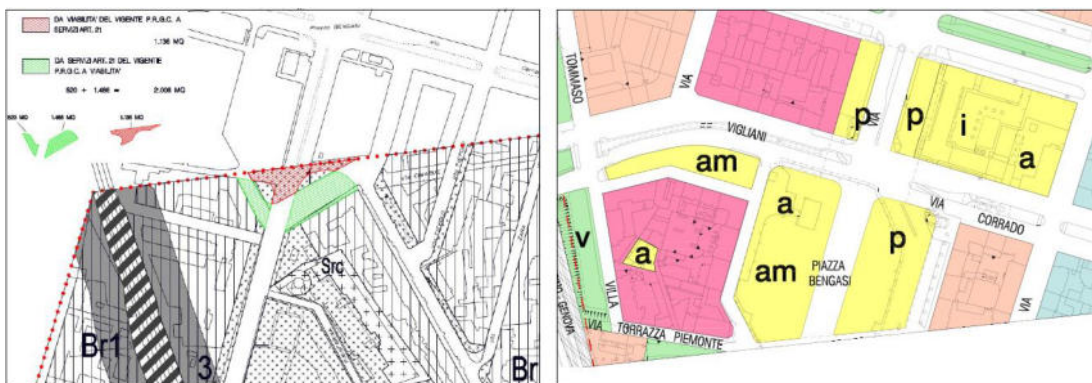 DA VIABILITA' DEL VIGENTE P.R.G.C. A
SERVIZI ART. 21
1.136 MQ
DA SERVIZI ART. 21 DEL VIGENTE
P.R.G.C. A VIABILITA'
520 + 1.486 = 2.006 MQ
520 MQ
1.486 MQ
1.136 MQ
Piazza BENGASI
Src
Br1
3
Br
TOMMASO
VIA
VIGLIANI
p
VIA
p
i
a
am
a
VIA
CORRADO
v
a
am
PIAZZA
BENGASI
p
VILLA
VIA
GENOVA
VIA
TORRAZZA PIEMONTE